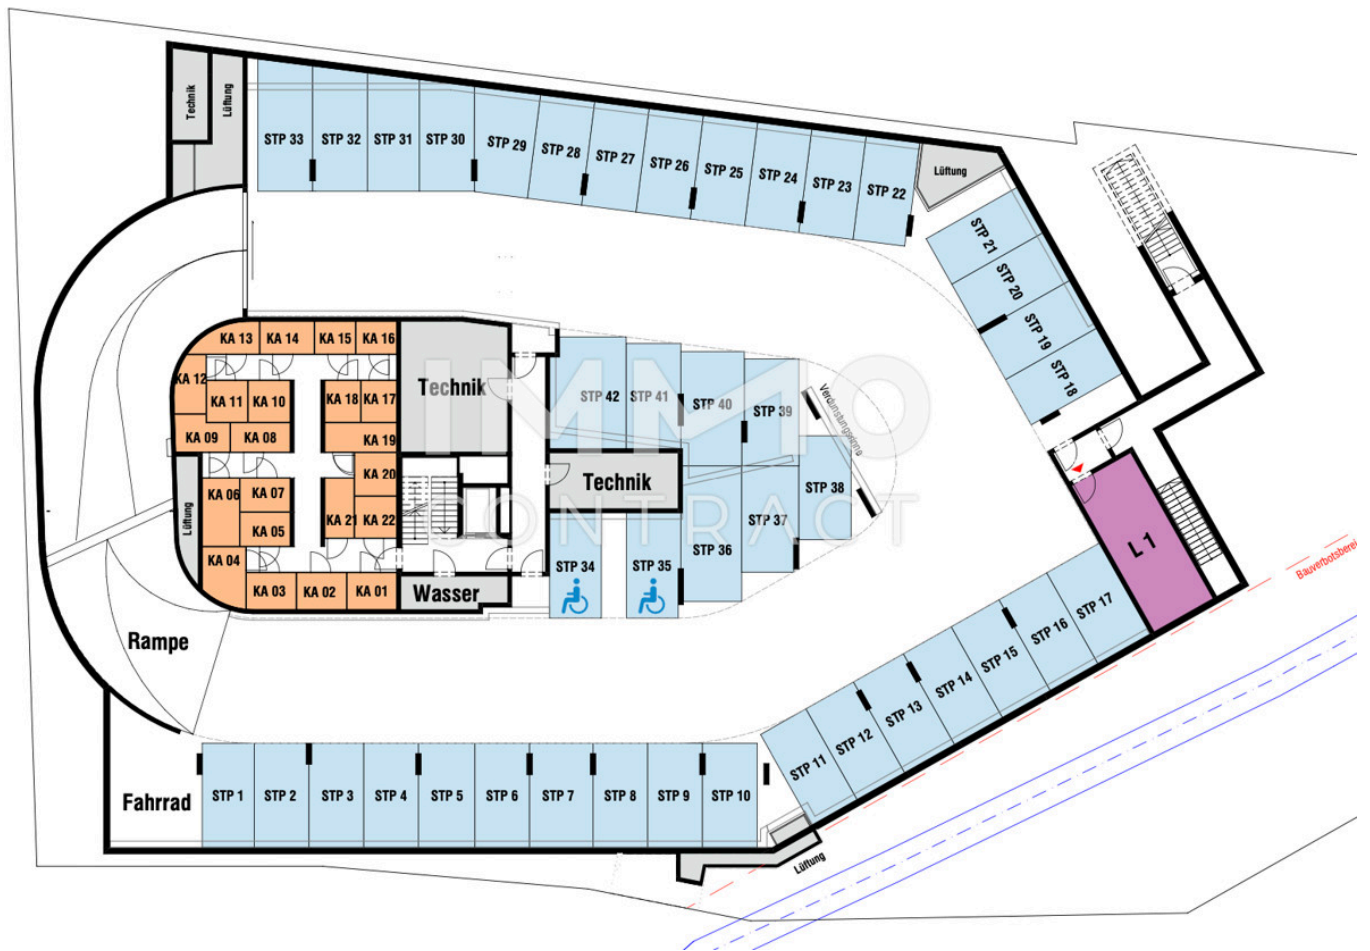 Technik
Lüftung
STP 33
STP 32
STP 31
STP 30
STP 29
STP 28
STP 27
STP 26
STP 25
STP 24
STP 23
STP 22
Lüftung
STP 21
STP 20
STP 19
STP 18
KA 13
KA 14
KA 15
KA 16
KA 12
KA 11
KA 10
KA 18
KA 17
KA 09
KA 08
KA 19
KA 20
KA 06
KA 07
KA 05
KA 21
KA 22
KA 04
KA 03
KA 02
KA 01
Lüftung
Technik
Technik
Wasser
STP 42
STP 41
STP 40
STP 39
Verdunstungsrinne
STP 38
STP 37
STP 36
STP 34
STP 35
IMMO
CONTRACT
L 1
Bauverbotsberei
Rampe
Fahrrad
STP 1
STP 2
STP 3
STP 4
STP 5
STP 6
STP 7
STP 8
STP 9
STP 10
STP 11
STP 12
STP 13
STP 14
STP 15
STP 16
STP 17
Lüftung